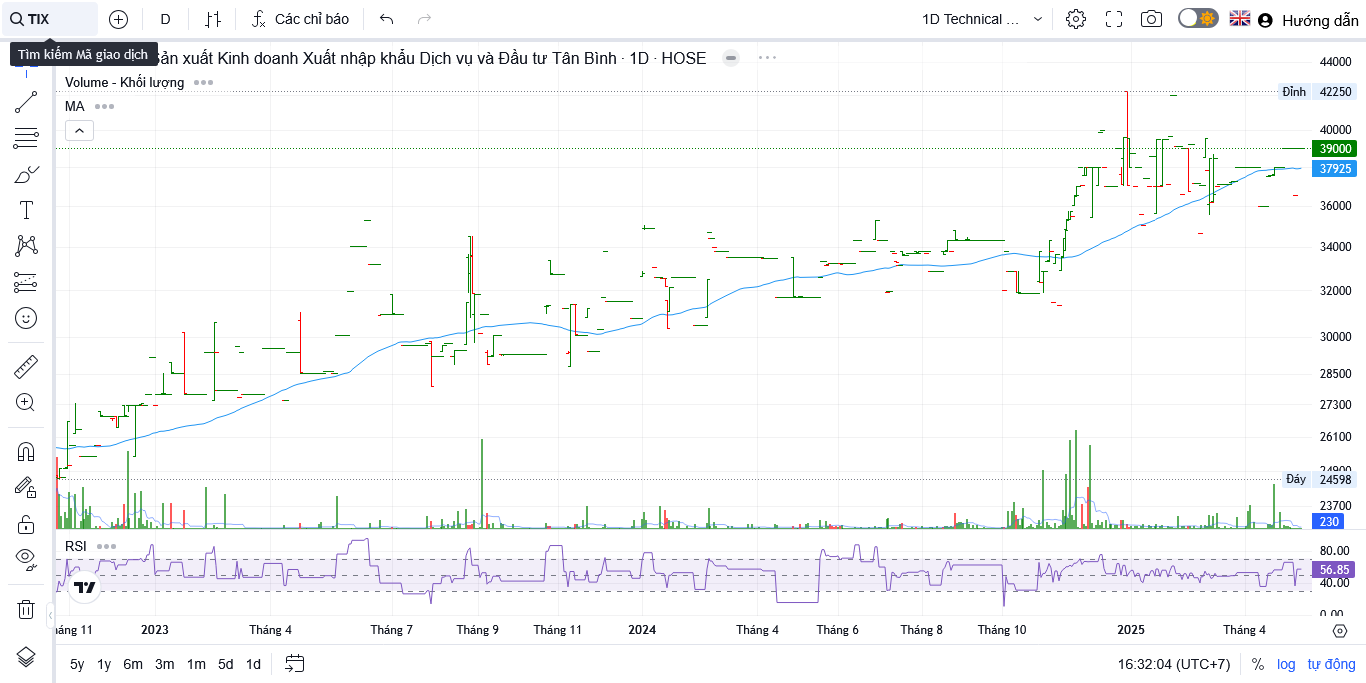 TIX
D
Các chỉ báo
1D Technical ...
Hướng dẫn
Tìm kiếm Mã giao dịch
Sản xuất Kinh doanh Xuất nhập khẩu Dịch vụ và Đầu tư Tân Bình · 1D · HOSE
Volume - Khối lượng
MA
44000
Đỉnh 42250
40000
39000
37925
36000
34000
32000
30000
28500
27300
26100
24900
Đáy 24598
23700
230
RSI
80.00
56.85
40.00
0.00
háng 11 2023 Tháng 4 Tháng 7 Tháng 9 Tháng 11 2024 Tháng 4 Tháng 6 Tháng 8 Tháng 10 2025 Tháng 4
5y 1y 6m 3m 1m 5d 1d
16:32:04 (UTC+7) % log tự động